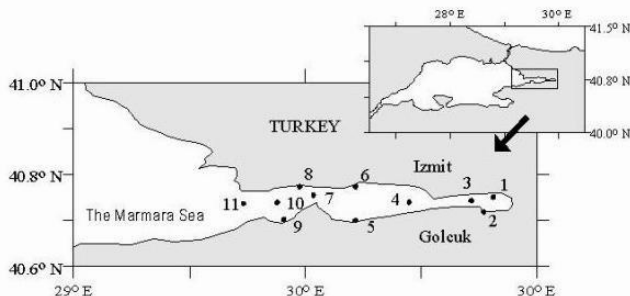 28° E 30° E
41.5° N
40.8° N
40.0° N
41.0° N
TURKEY
Izmit
40.8° N
8 6 3 1
11 10 7 4
The Marmara Sea
9 5 2
Golcuk
40.6° N
29° E 30° E 30° E